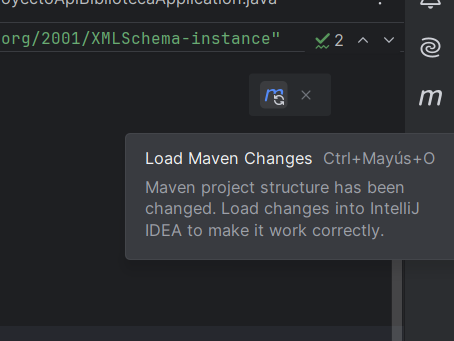 oyectoApiBibliotecaApplication.java
org/2001/XMLSchema-instance"
2
m
m
Load Maven Changes Ctrl+Mayús+O
Maven project structure has been
changed. Load changes into IntelliJ
IDEA to make it work correctly.